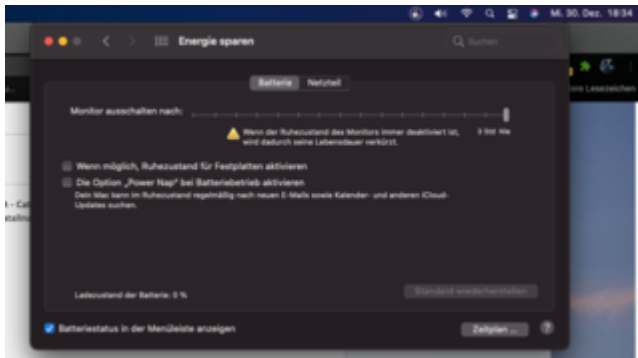 Mi. 30. Dez. 18:34
Energie sparen
Suchen
ere Lesezeichen
Batterie Netzteil
Monitor ausschalten nach:
Wenn der Ruhezustand des Monitors immer deaktiviert ist,
wird dadurch seine Lebensdauer verkürzt.
3 Std Nie
Wenn möglich, Ruhezustand für Festplatten aktivieren
Die Option „Power Nap“ bei Batteriebetrieb aktivieren
Dein Mac kann im Ruhezustand regelmäßig nach neuen E-Mails sowie Kalender- und anderen iCloud-
Updates suchen.
Standard wiederherstellen
Ladezustand der Batterie: 0 %
Batteriestatus in der Menüleiste anzeigen
Zeitplan ...
?